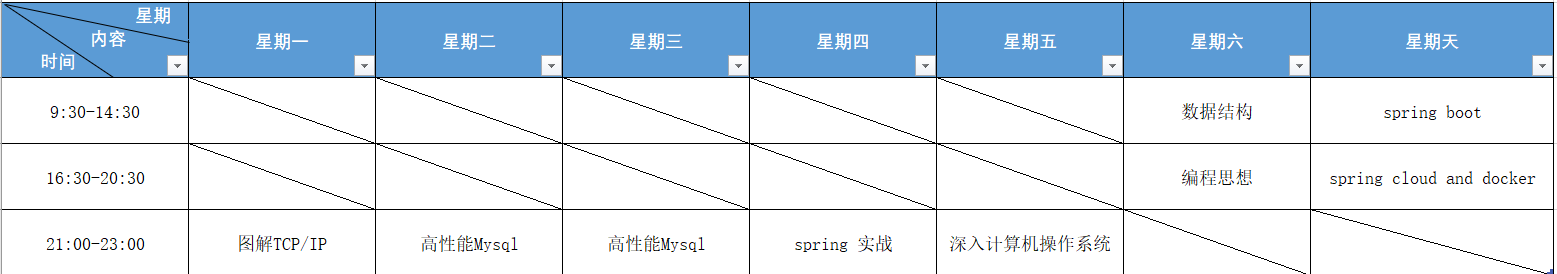 星期
内容
时间
星期一 星期二 星期三 星期四 星期五 星期六 星期天
9:30-14:30 数据结构 spring boot
16:30-20:30 编程思想 spring cloud and docker
21:00-23:00 图解TCP/IP 高性能Mysql 高性能Mysql spring 实战 深入计算机操作系统